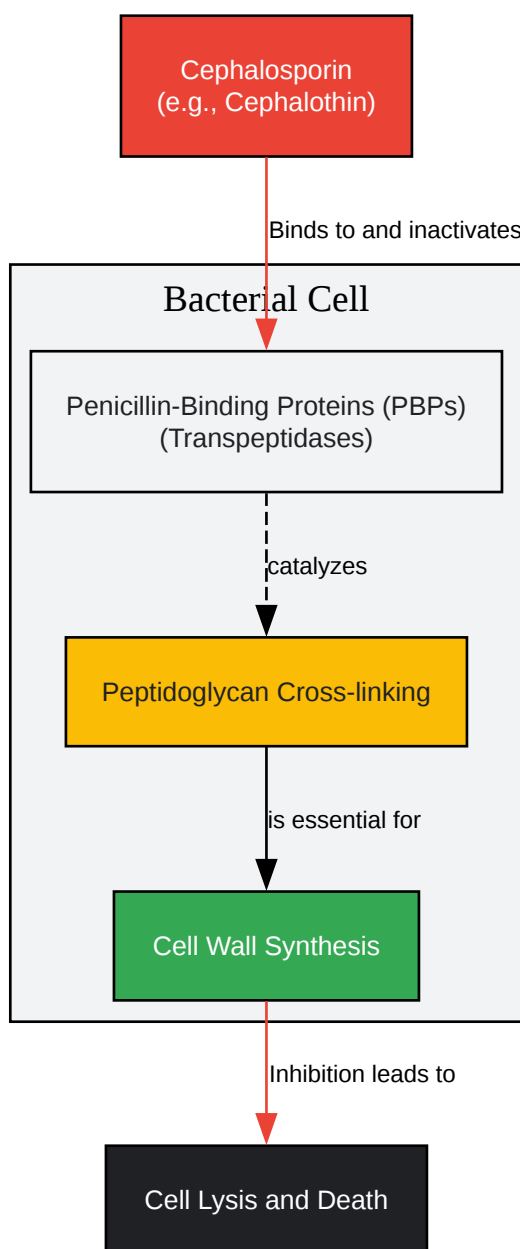 Cephalosporin
(e.g., Cephalothin)
Binds to and inactivates
Bacterial Cell
Penicillin-Binding Proteins (PBPs)
(Transpeptidases)
catalyzes
Peptidoglycan Cross-linking
is essential for
Cell Wall Synthesis
Inhibition leads to
Cell Lysis and Death